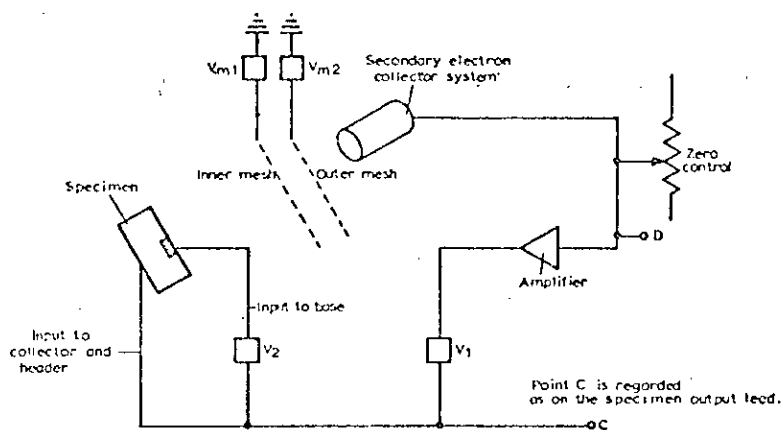 Vm1
Vm2
Secondary electron
collector system
Zero
control
Inner mesh
Outer mesh
Specimen
D
Amplifier
Input to base
Input to
collector and
header
V2
V1
Point C is regarded
as on the specimen output lead.
C